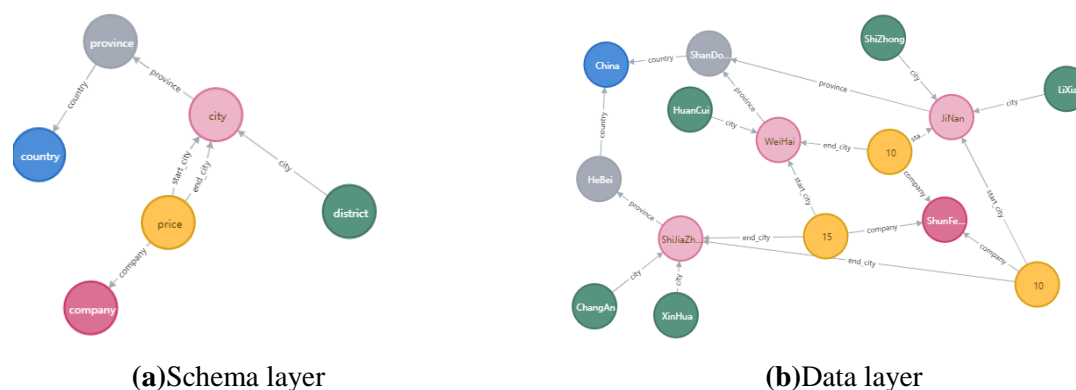 province
country
province
city
country
start_city
end_city
city
price
district
company
company
(a)Schema layer
ShiZhong
China
country
ShanDo...
city
province
LiXia
HuanCui
city
province
city
JiNan
WeiHai
end_city
10
sta...
country
company
HeBei
start_city
start_city
province
ShunFe...
ShiJiaZh...
end_city
15
company
end_city
company
city
city
10
ChangAn
XinHua
(b)Data layer